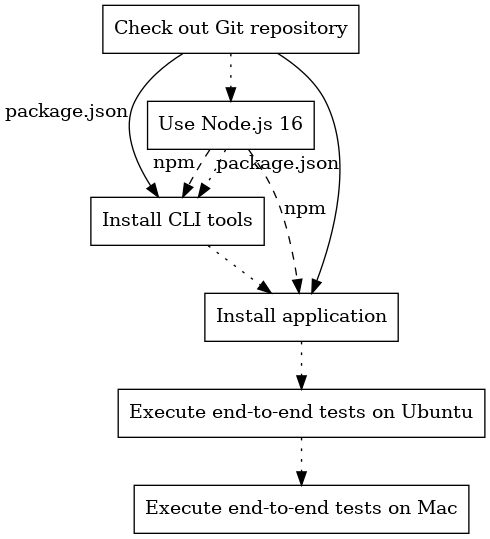 Check out Git repository
package.json
Use Node.js 16
npm
package.json
Install CLI tools
npm
Install application
Execute end-to-end tests on Ubuntu
Execute end-to-end tests on Mac